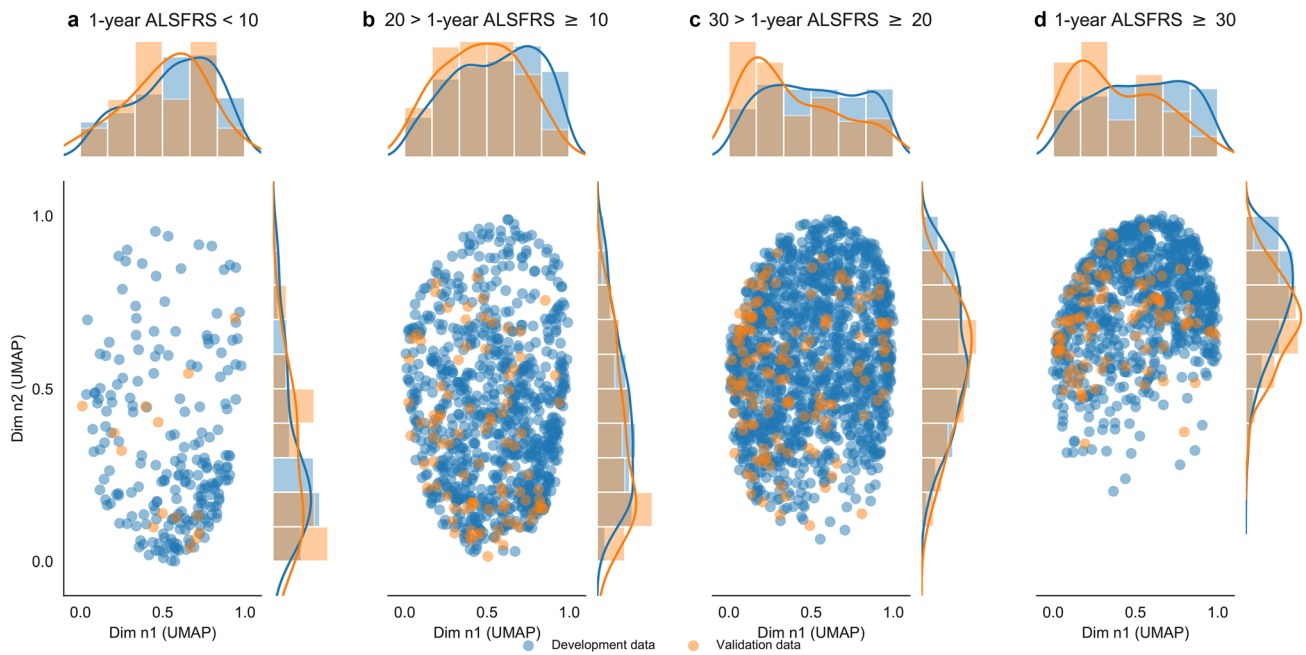 a 1-year ALSFRS < 10
b 20 > 1-year ALSFRS ≥ 10
c 30 > 1-year ALSFRS ≥ 20
d 1-year ALSFRS ≥ 30
1.0
0.5
0.0
Dim n2 (UMAP)
0.0 0.5 1.0 0.0 0.5 1.0 0.0 0.5 1.0 0.0 0.5 1.0
Dim n1 (UMAP) Dim n1 (UMAP) Dim n1 (UMAP) Dim n1 (UMAP)
Development data Validation data